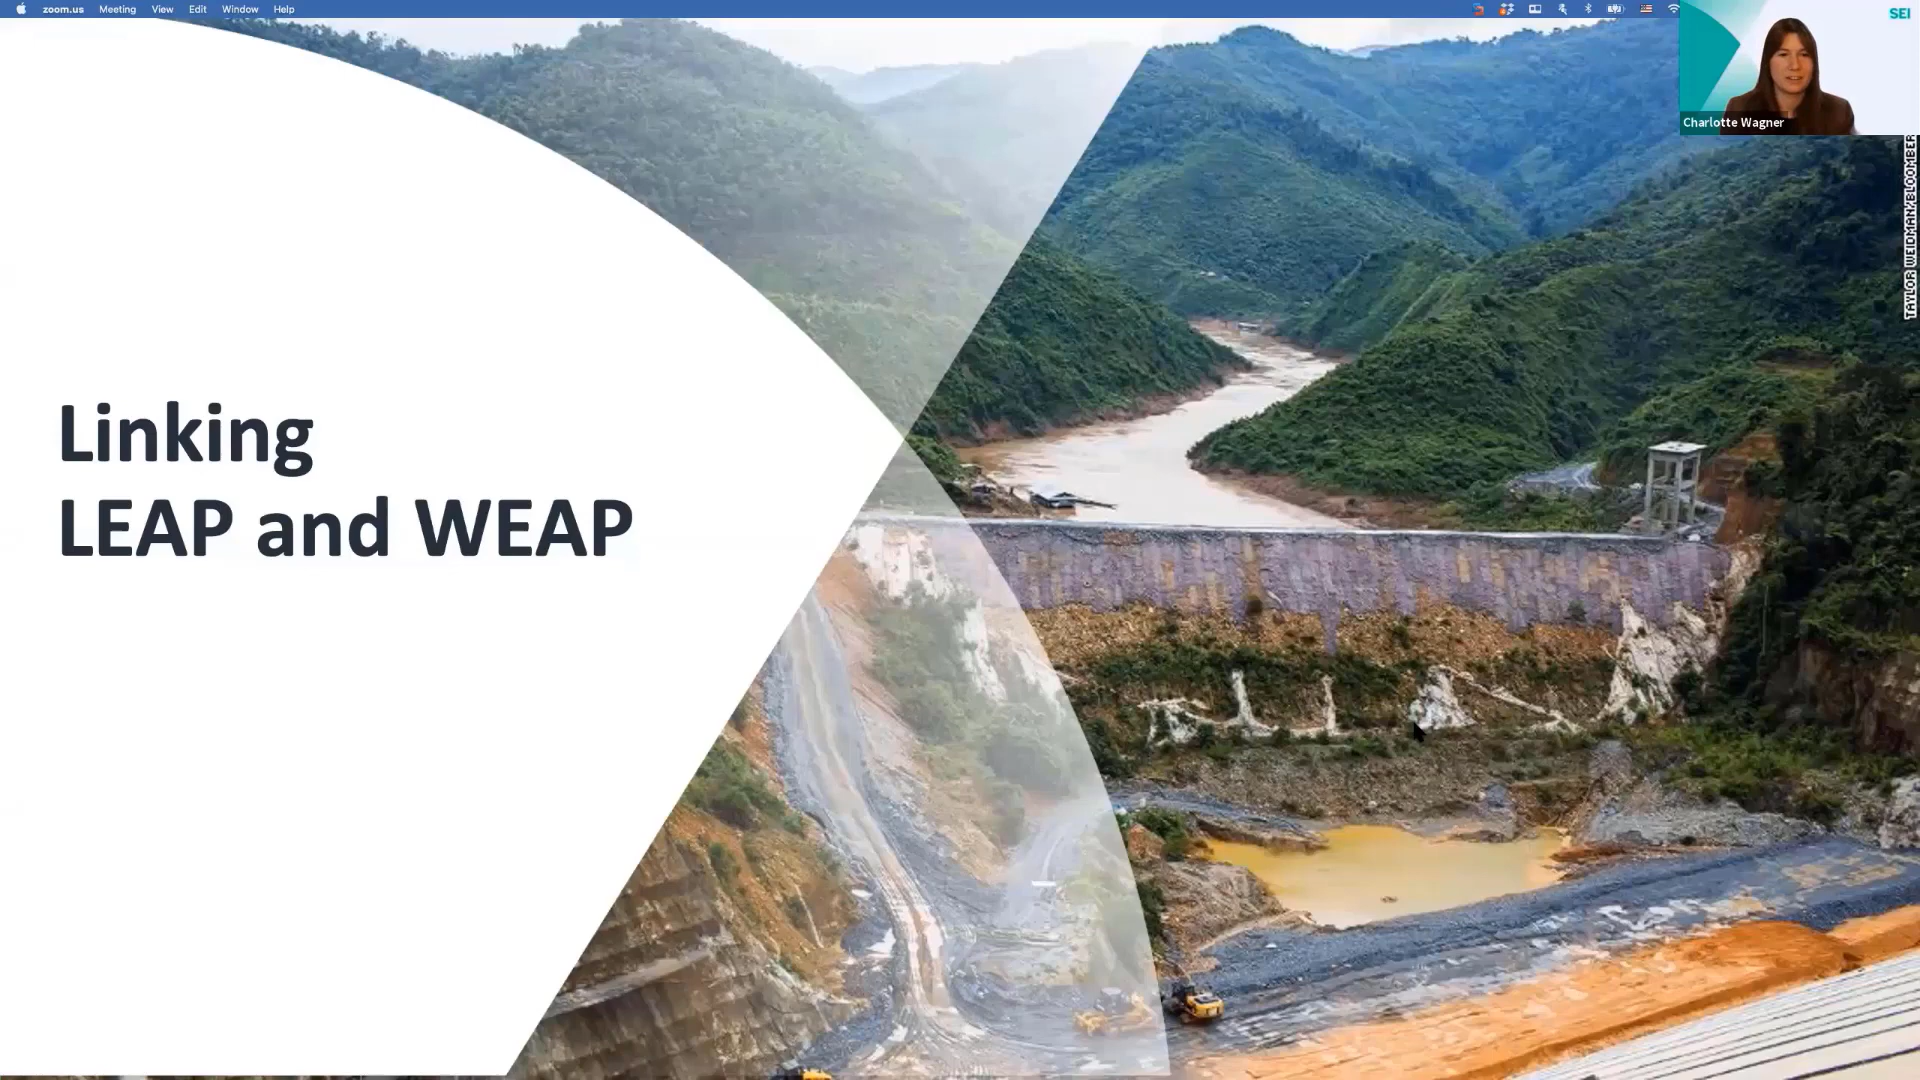 zoom.us Meeting View Edit Window Help
SEI
Charlotte Wagner
TAYLOR WEIDMAN/BLOOMBER
Linking
LEAP and WEAP